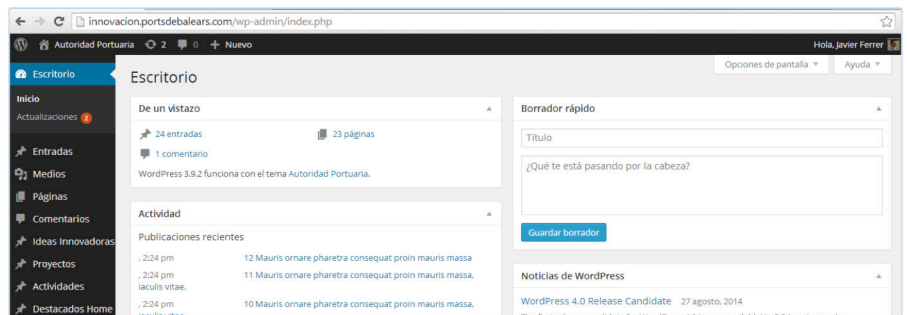 innovacion.portsdebalears.com/wp-admin/index.php
Autoridad Portuaria 2 0 + Nuevo Hola, Javier Ferrer
Escritorio
Inicio
Actualizaciones 2
Entradas
Medios
Páginas
Comentarios
Ideas Innovadoras
Proyectos
Actividades
Destacados Home
Opciones de pantalla Ayuda
Escritorio
De un vistazo
24 entradas 23 páginas
1 comentario
WordPress 3.9.2 funciona con el tema Autoridad Portuaria.
Actividad
Publicaciones recientes
, 2:24 pm 12 Mauris ornare pharetra consequat proin mauris massa
, 2:24 pm 11 Mauris ornare pharetra consequat proin mauris massa,
iaculis vitae.
, 2:24 pm 10 Mauris ornare pharetra consequat proin mauris massa,
Borrador rápido
Título
¿Qué te está pasando por la cabeza?
Guardar borrador
Noticias de WordPress
WordPress 4.0 Release Candidate 27 agosto, 2014